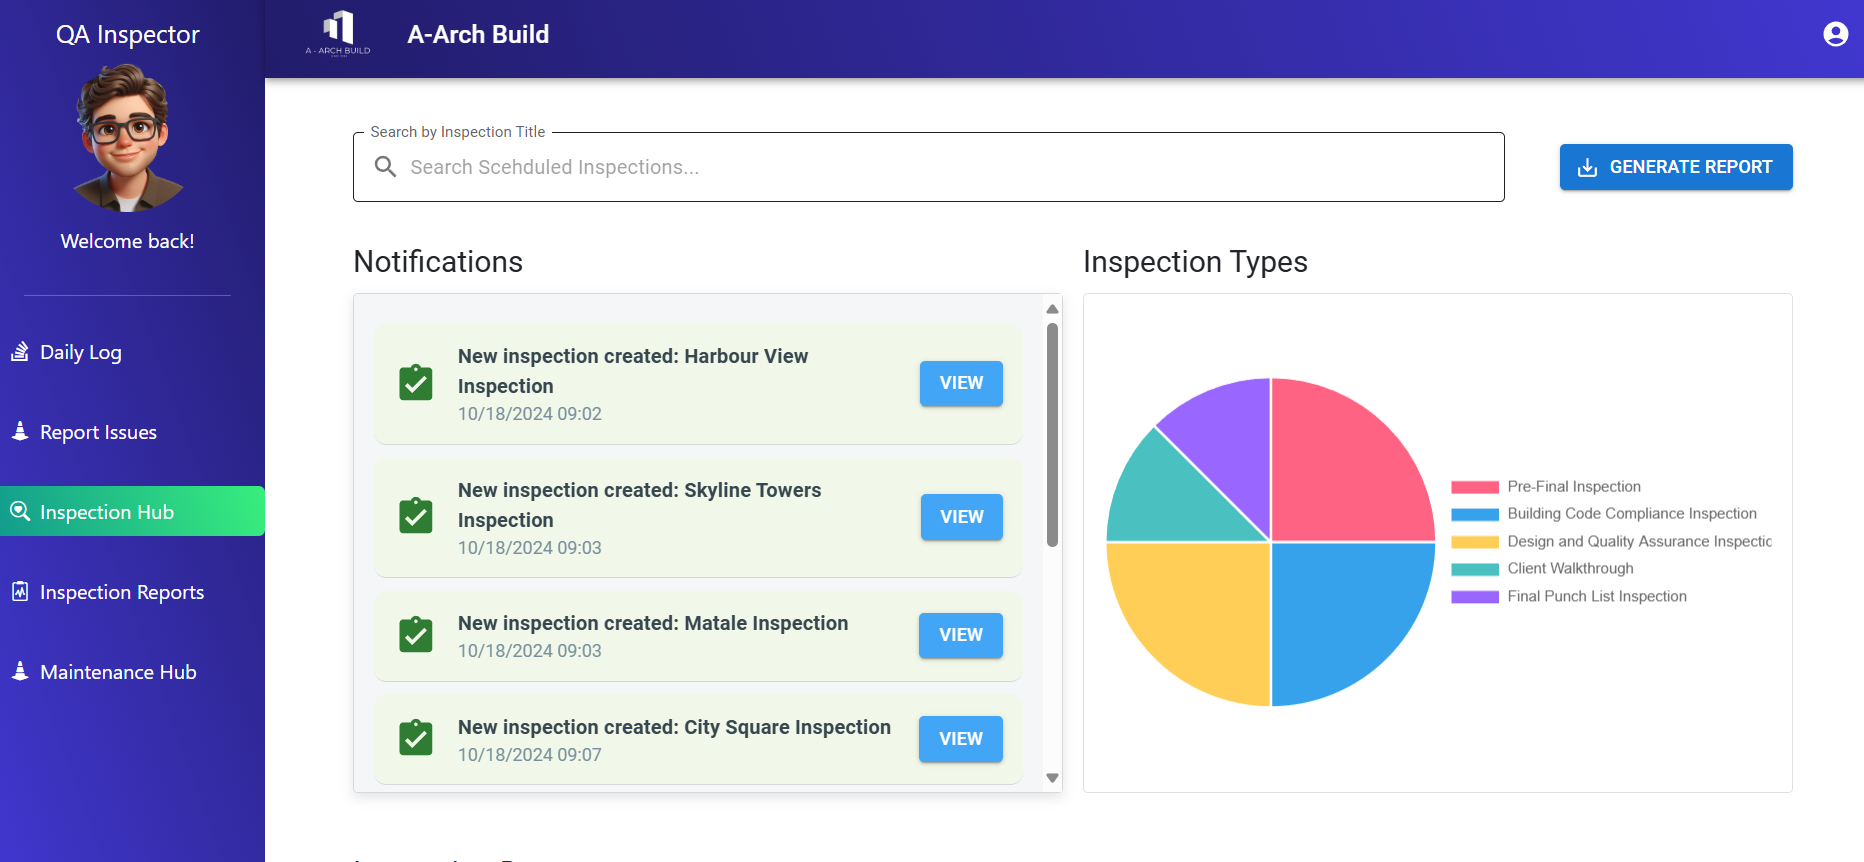 QA Inspector
Welcome back!
Daily Log
Report Issues
Inspection Hub
Inspection Reports
Maintenance Hub
A - ARCH BUILD
A-Arch Build
Search by Inspection Title
Search Scehduled Inspections...
GENERATE REPORT
Notifications
New inspection created: Harbour View
Inspection
10/18/2024 09:02
VIEW
New inspection created: Skyline Towers
Inspection
10/18/2024 09:03
VIEW
New inspection created: Matale Inspection
10/18/2024 09:03
VIEW
New inspection created: City Square Inspection
10/18/2024 09:07
VIEW
Inspection Types
Pre-Final Inspection
Building Code Compliance Inspection
Design and Quality Assurance Inspectic
Client Walkthrough
Final Punch List Inspection